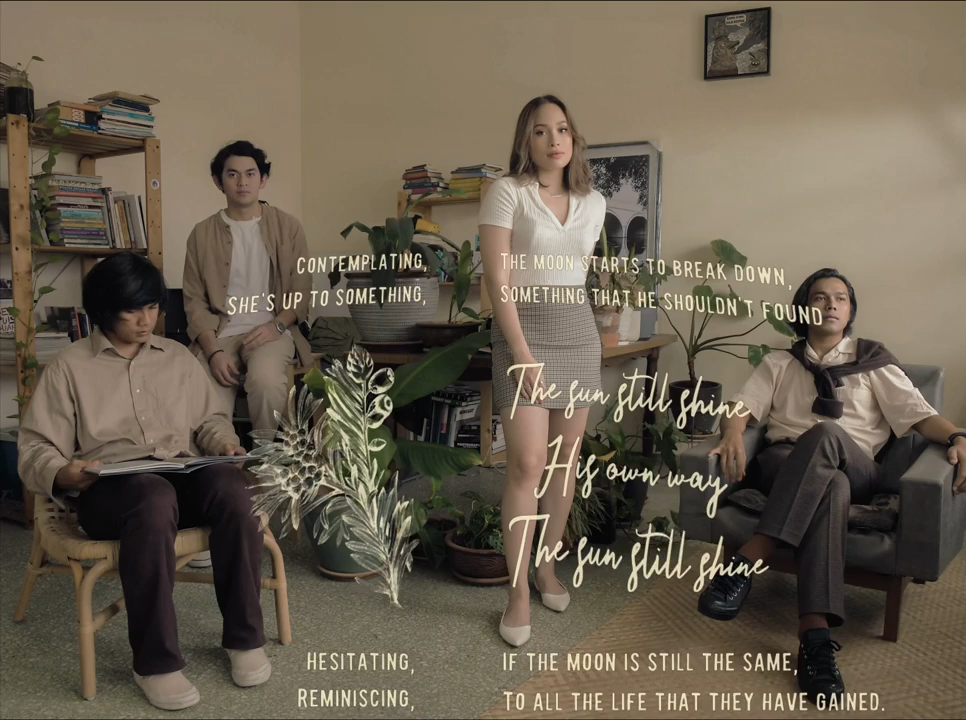 CONTEMPLATING,
SHE'S UP TO SOMETHING,
THE MOON STARTS TO BREAK DOWN,
SOMETHING THAT HE SHOULDN'T FOUND
The sun still shine
His own way
The sun still shine
HESITATING,
REMINISCING,
IF THE MOON IS STILL THE SAME,
TO ALL THE LIFE THAT THEY HAVE GAINED.